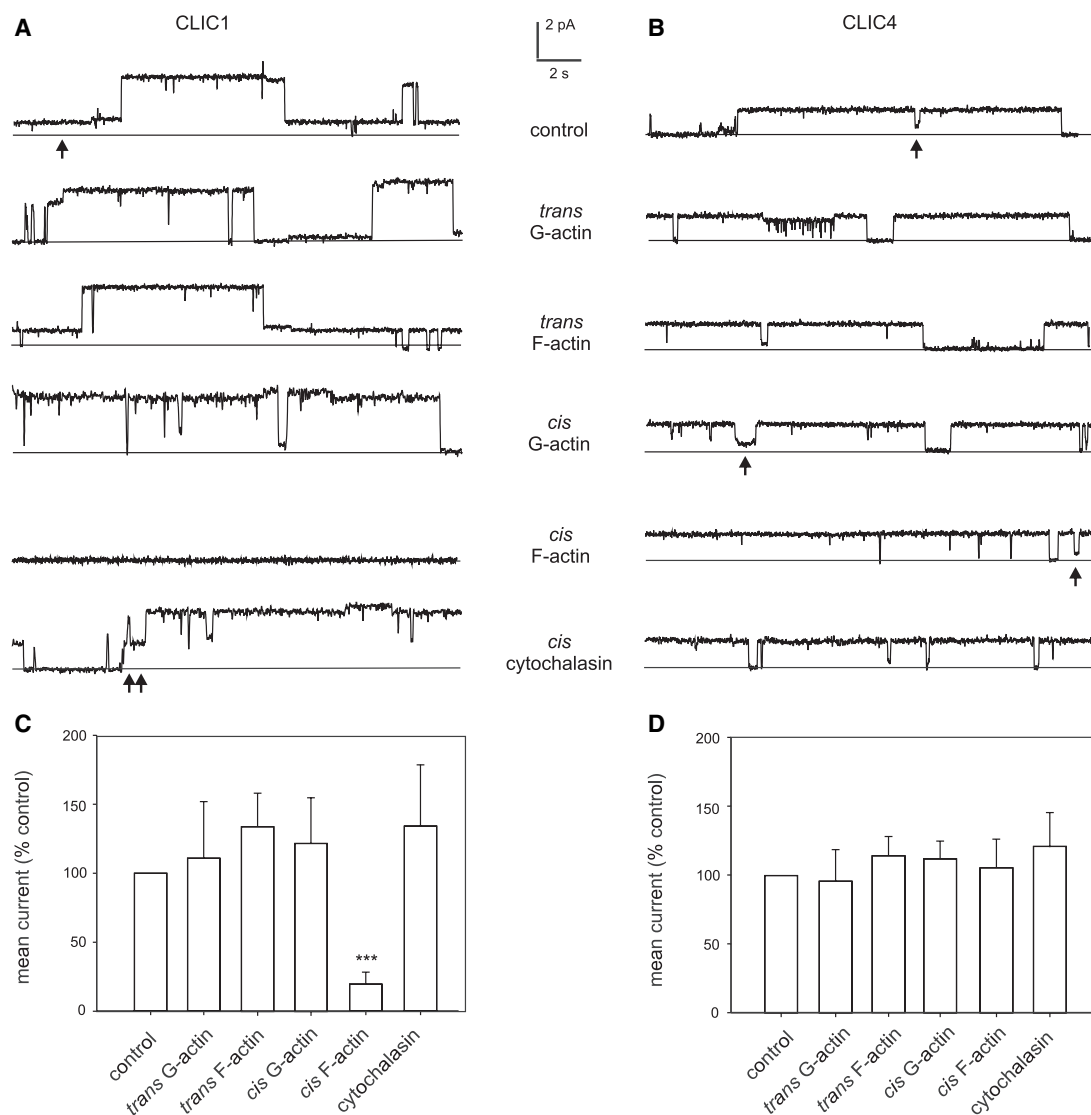 A
CLIC1
2 pA
2 s
B
CLIC4
control
trans
G-actin
trans
F-actin
cis
G-actin
cis
F-actin
cis
cytochalasin
C
mean current (% control)
200
150
100
50
0
***
control
trans G-actin
trans F-actin
cis G-actin
cis F-actin
cytochalasin
D
mean current (% control)
200
150
100
50
0
control
trans G-actin
trans F-actin
cis G-actin
cis F-actin
cytochalasin